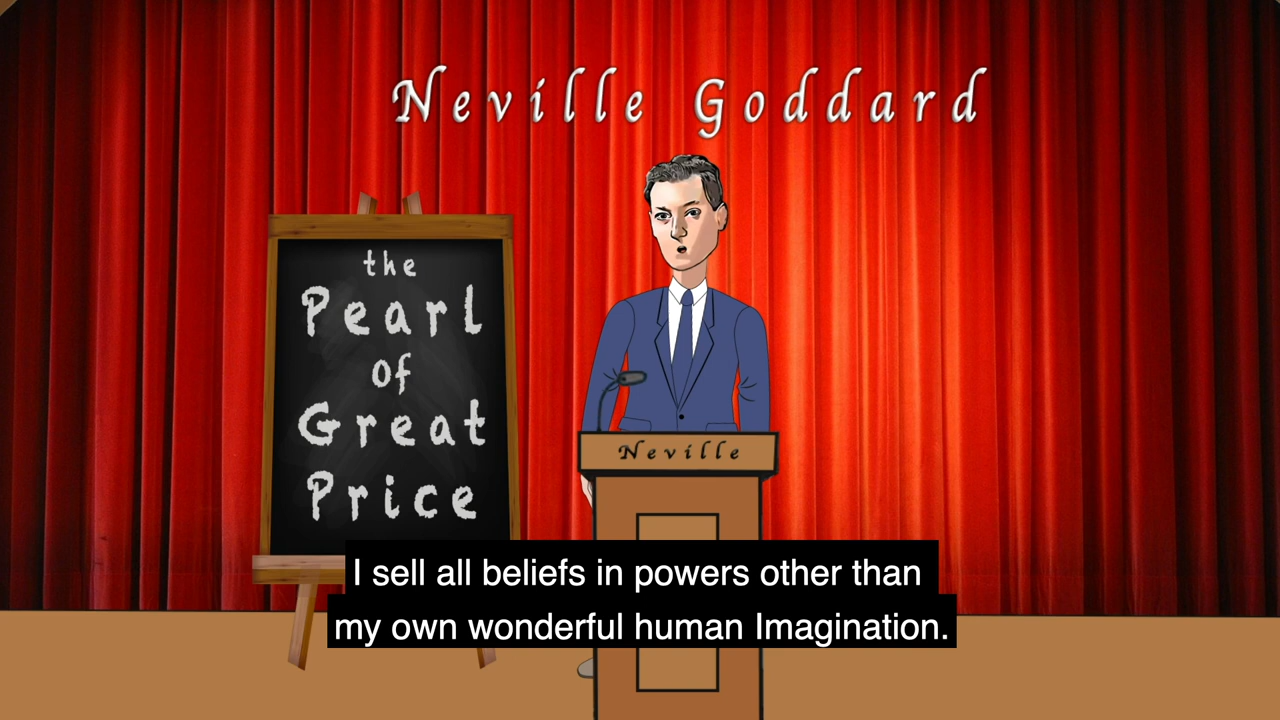 Neville Goddard
the
Pearl
of
Great
Price
Neville
I sell all beliefs in powers other than
my own wonderful human Imagination.